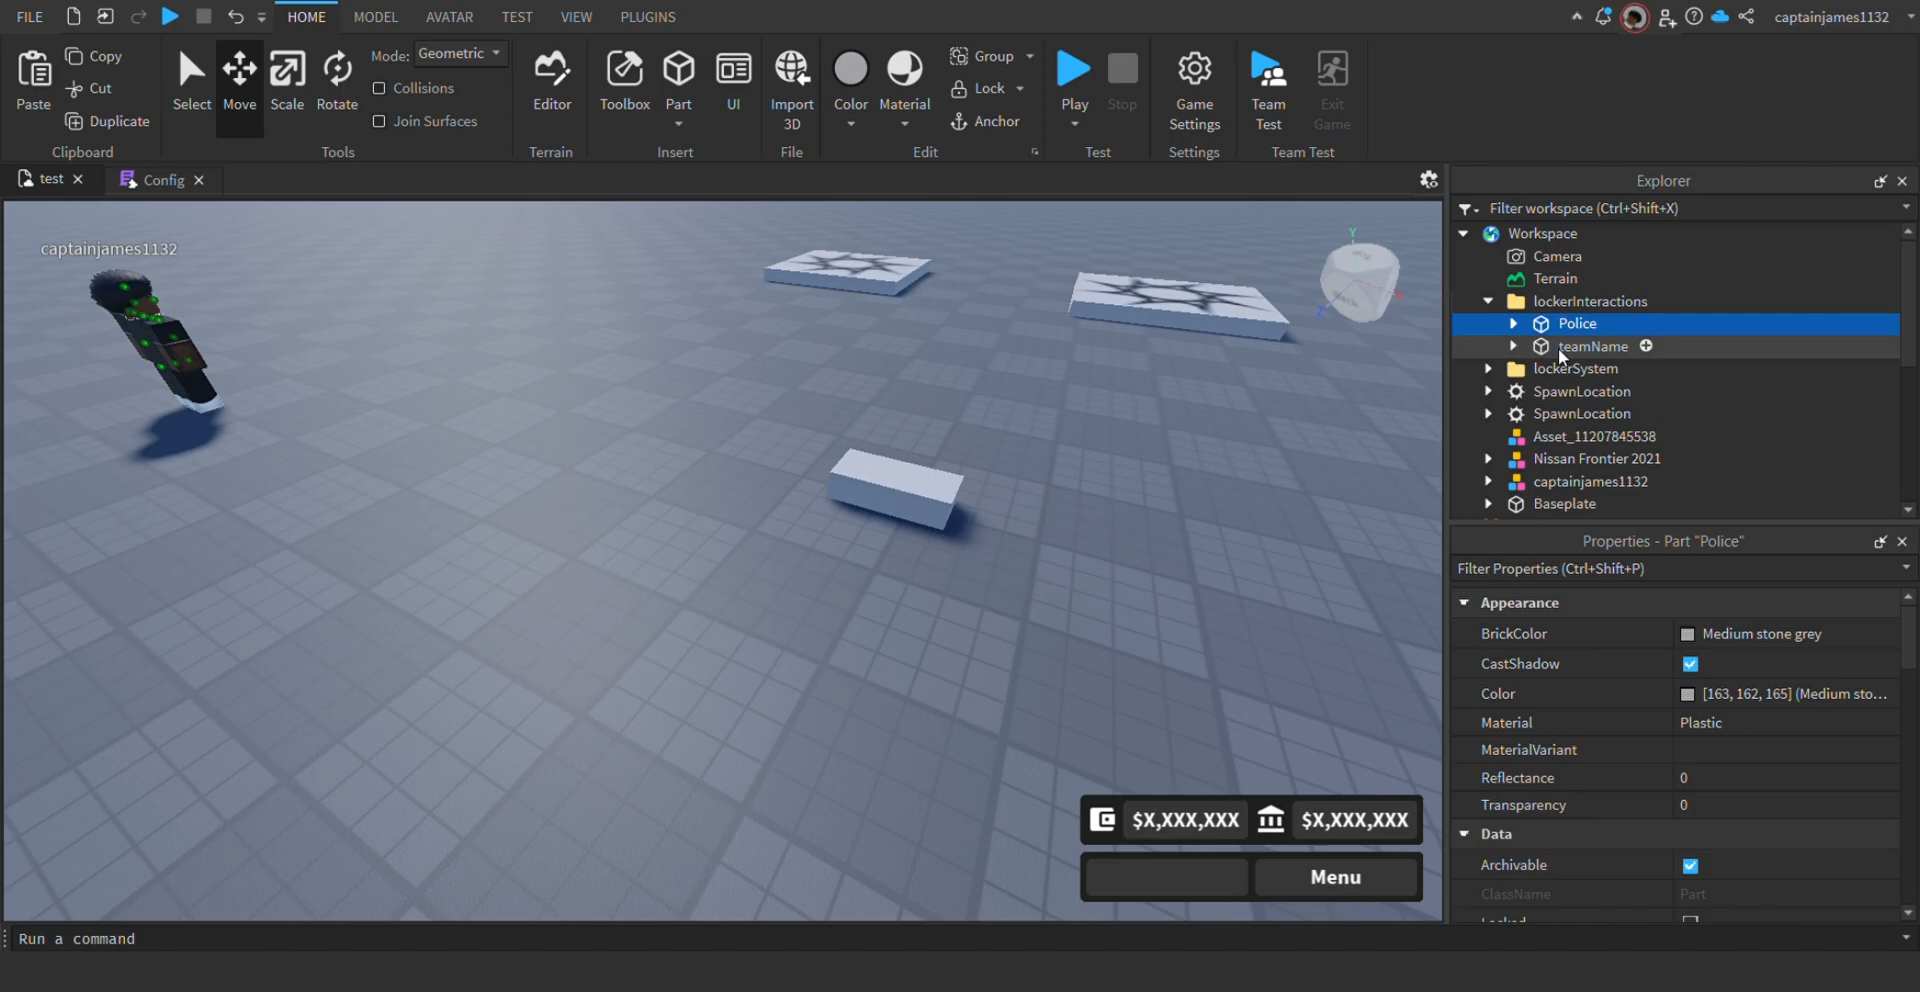 FILE HOME MODEL AVATAR TEST VIEW PLUGINS captainjames1132
Paste Copy Cut Duplicate Clipboard
Select Move Scale Rotate Mode: Geometric Collisions Join Surfaces Tools
Editor Terrain
Toolbox Part UI Insert
Import 3D File
Color Material Group Lock Anchor Edit
Play Stop Test
Game Settings Settings
Team Test Exit Game Team Test
test Config
captainjames1132
Y
Back
Z
$X,XXX,XXX $X,XXX,XXX
Menu
Run a command
Explorer
Filter workspace (Ctrl+Shift+X)
Workspace
Camera
Terrain
lockerInteractions
Police
teamName
lockerSystem
SpawnLocation
SpawnLocation
Asset_11207845538
Nissan Frontier 2021
captainjames1132
Baseplate
Properties - Part "Police"
Filter Properties (Ctrl+Shift+P)
Appearance
BrickColor Medium stone grey
CastShadow
Color [163, 162, 165] (Medium sto...
Material Plastic
MaterialVariant
Reflectance 0
Transparency 0
Data
Archivable
ClassName Part
Locked